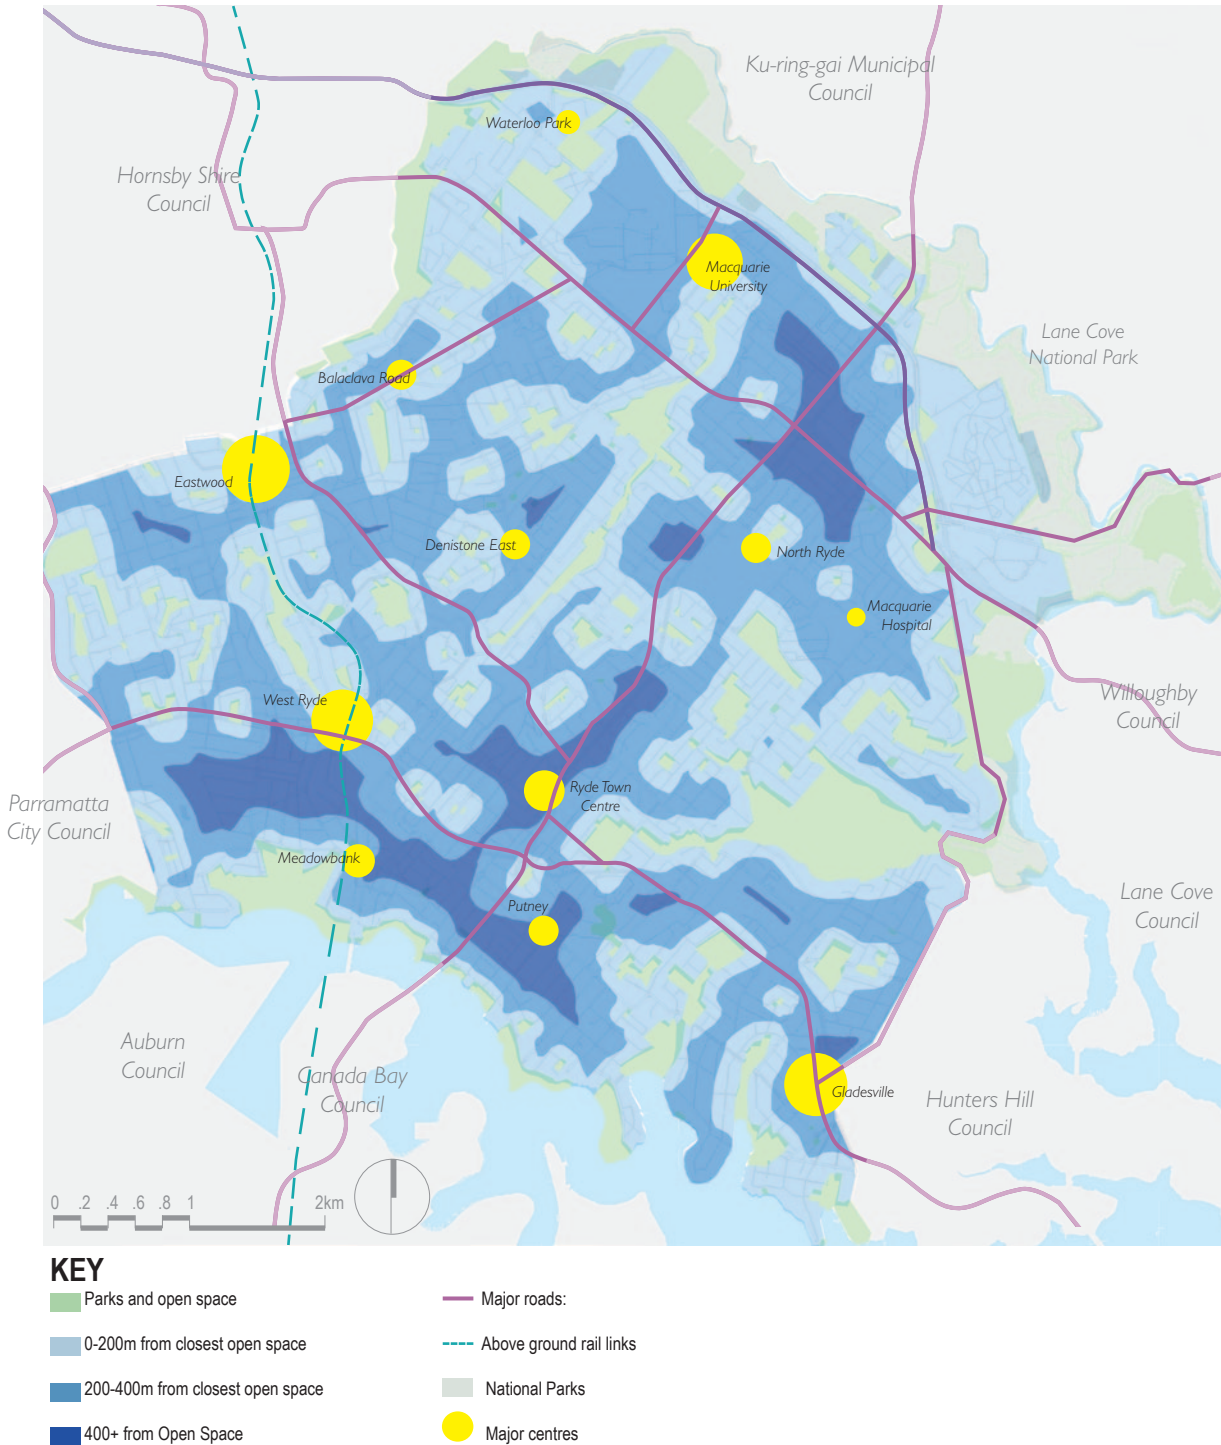 Ku-ring-gai Municipal
Council
Waterloo Park
Hornsby Shire
Council
Macquarie
University
Lane Cove
National Park
Balaclava Road
Eastwood
Denistone East
North Ryde
Macquarie
Hospital
West Ryde
Willoughby
Council
Ryde Town
Centre
Parramatta
City Council
Meadowbank
Lane Cove
Council
Putney
Auburn
Council
Canada Bay
Council
Gladesville
Hunters Hill
Council
0 .2 .4 .6 .8 1 2km
KEY
Parks and open space
Major roads:
0-200m from closest open space
Above ground rail links
200-400m from closest open space
National Parks
400+ from Open Space
Major centres